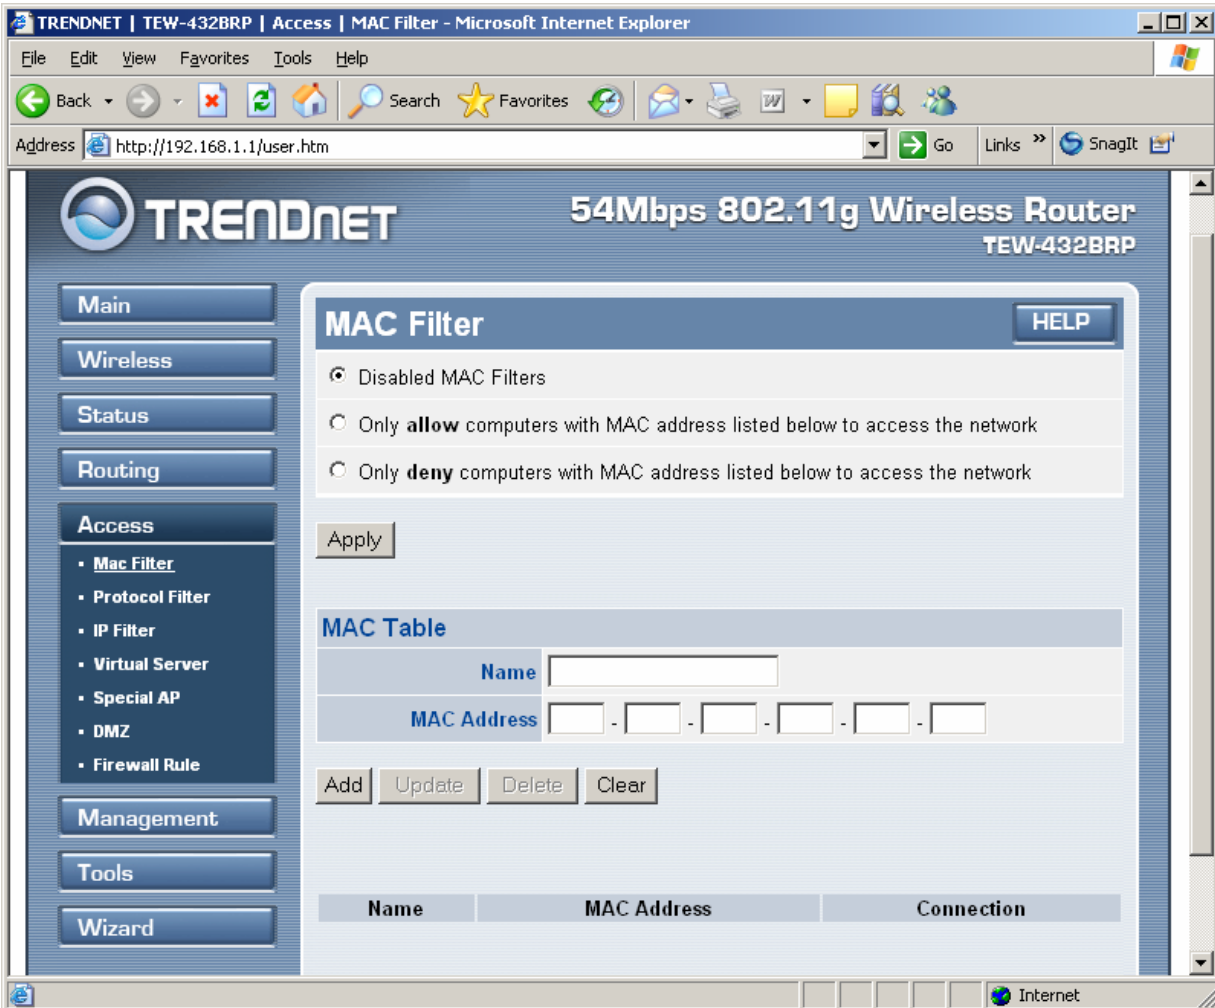 TRENDNET | TEW-432BRP | Access | MAC Filter - Microsoft Internet Explorer
File Edit View Favorites Tools Help
Back Search Favorites
Address http://192.168.1.1/user.htm Go Links » SnagIt
TRENDNET
54Mbps 802.11g Wireless Router
TEW-432BRP
Main
Wireless
Status
Routing
Access
Mac Filter
Protocol Filter
IP Filter
Virtual Server
Special AP
DMZ
Firewall Rule
Management
Tools
Wizard
MAC Filter HELP
Disabled MAC Filters
Only allow computers with MAC address listed below to access the network
Only deny computers with MAC address listed below to access the network
Apply
MAC Table
Name
MAC Address - - - - -
Add Update Delete Clear
Name MAC Address Connection
Internet